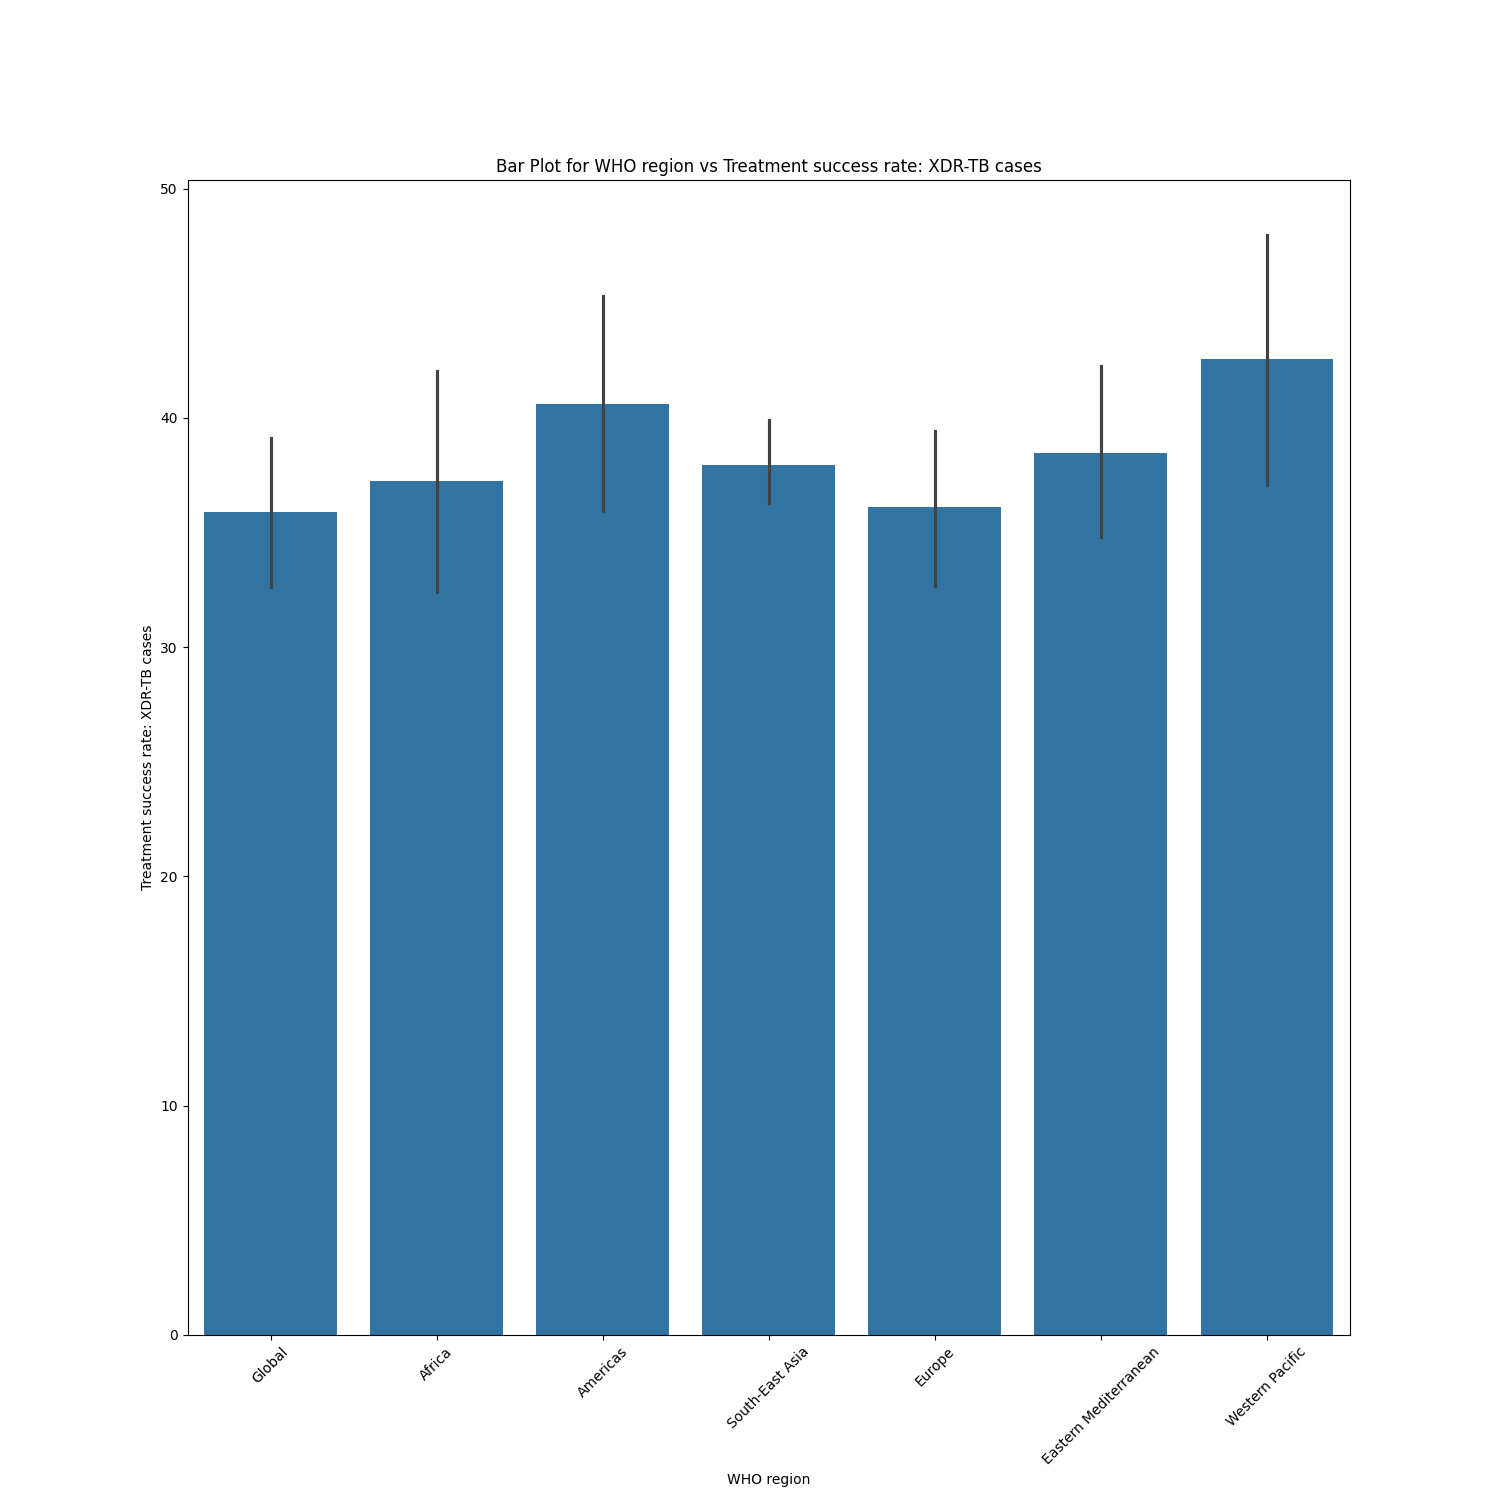 Bar Plot for WHO region vs Treatment success rate: XDR-TB cases
Treatment success rate: XDR-TB cases
50
40
30
20
10
0
Global
Africa
Americas
South-East Asia
Europe
Eastern Mediterranean
Western Pacific
WHO region